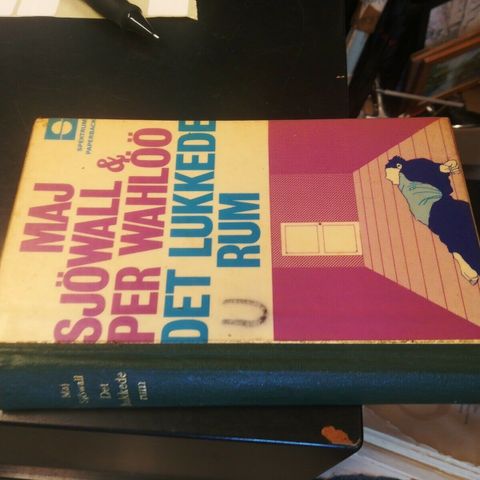 SPEKTRUM
PAPERBACK
MAJ
SJÖWALL &
PER WAHLÖÖ
DET LUKKEDE
RUM
U
Maj
Sjöwall
Det
lukkede
rum